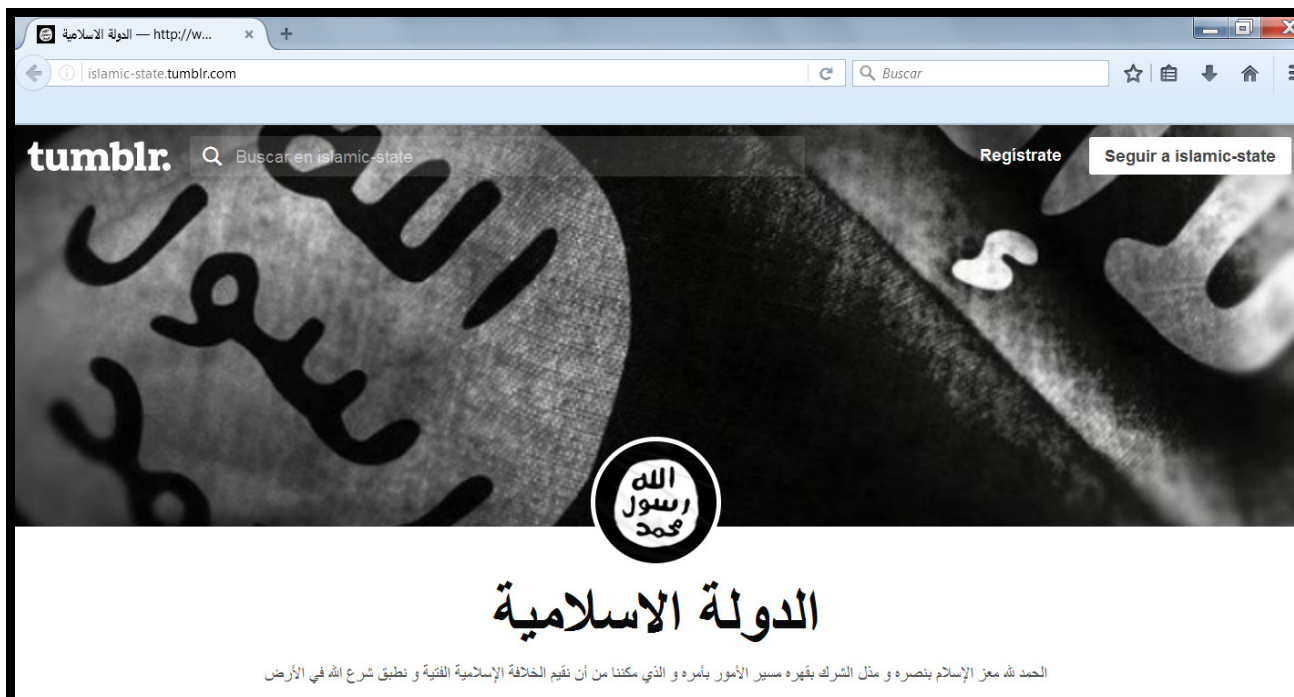 الدولة الاسلامية — http://w...
islamic-state.tumblr.com
Buscar
tumblr.
Buscar en islamic-state
Regístrate
Seguir a islamic-state
الله
رسول
محمد
الدولة الاسلامية
الحمد لله معز الإسلام بنصره و مذل الشرك بقهره مسير الأمور بأمره و الذي مكننا من أن نقيم الخلافة الإسلامية الفتية و نطبق شرع الله في الأرض